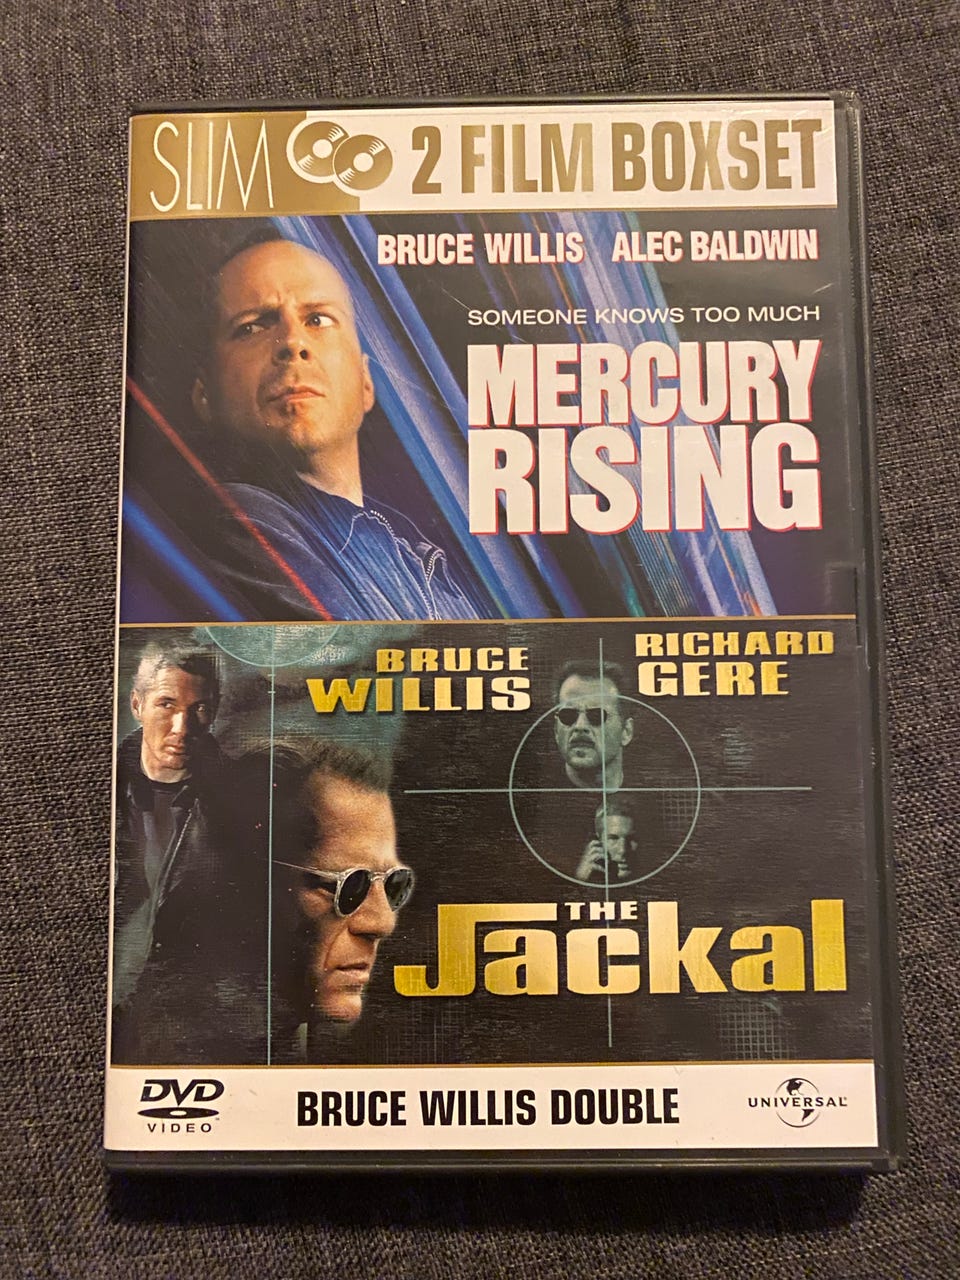 SLIM 2 FILM BOXSET
BRUCE WILLIS ALEC BALDWIN
SOMEONE KNOWS TOO MUCH
MERCURY
RISING
BRUCE
WILLIS
RICHARD
GERE
THE
Jackal
DVD
VIDEO
BRUCE WILLIS DOUBLE
UNIVERSAL